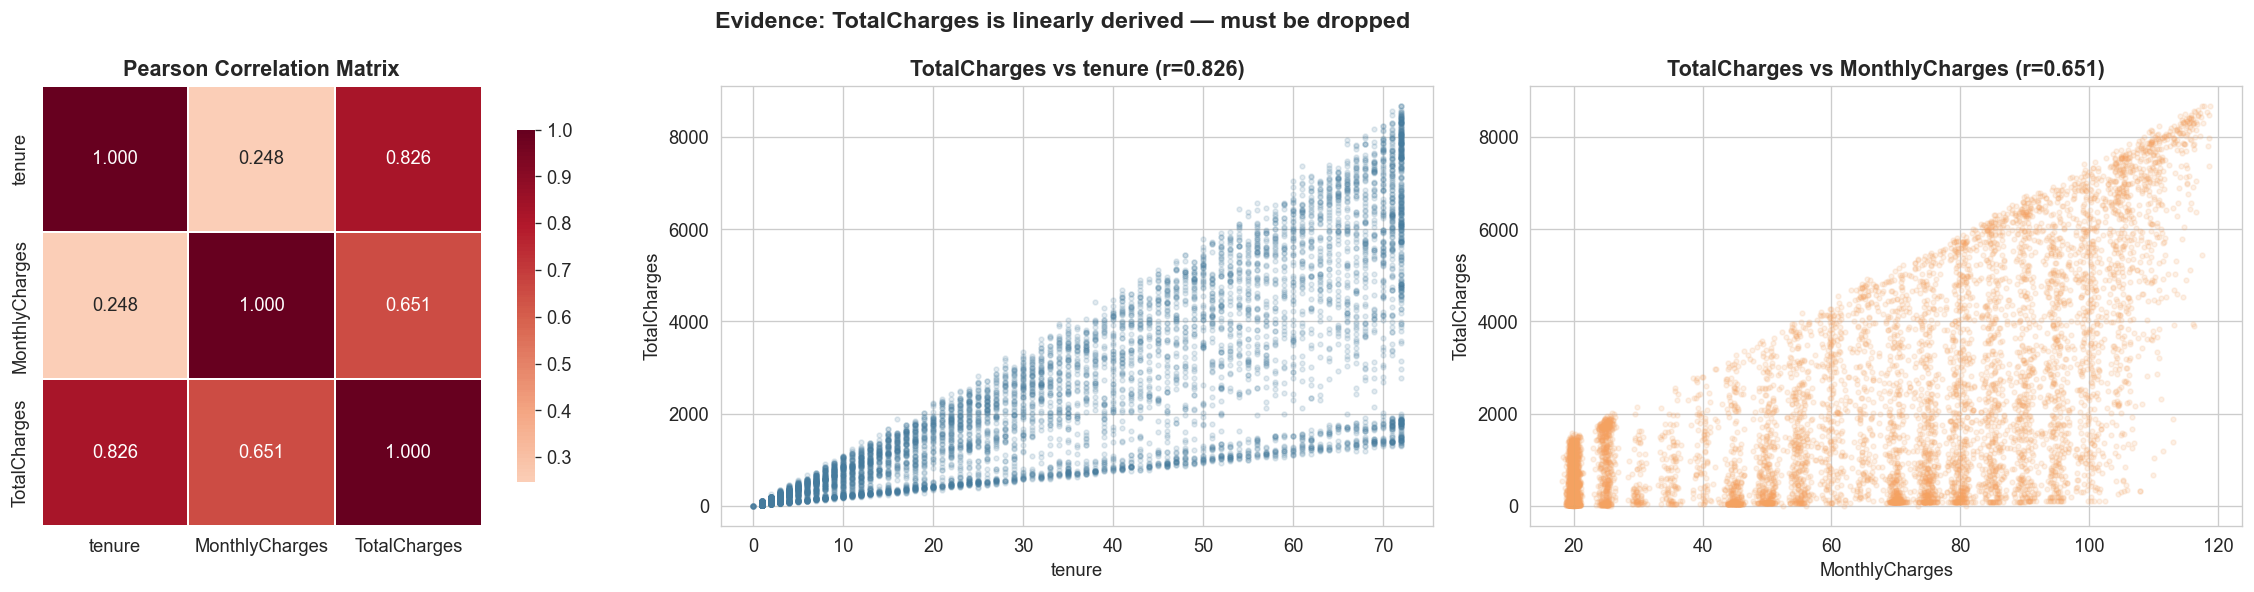 Evidence: TotalCharges is linearly derived — must be dropped
Pearson Correlation Matrix
tenure
MonthlyCharges
TotalCharges
1.000 0.248 0.826
0.248 1.000 0.651
0.826 0.651 1.000
tenure MonthlyCharges TotalCharges
1.0
0.9
0.8
0.7
0.6
0.5
0.4
0.3
TotalCharges vs tenure (r=0.826)
TotalCharges
8000
6000
4000
2000
0
0 10 20 30 40 50 60 70
tenure
TotalCharges vs MonthlyCharges (r=0.651)
TotalCharges
8000
6000
4000
2000
0
20 40 60 80 100 120
MonthlyCharges